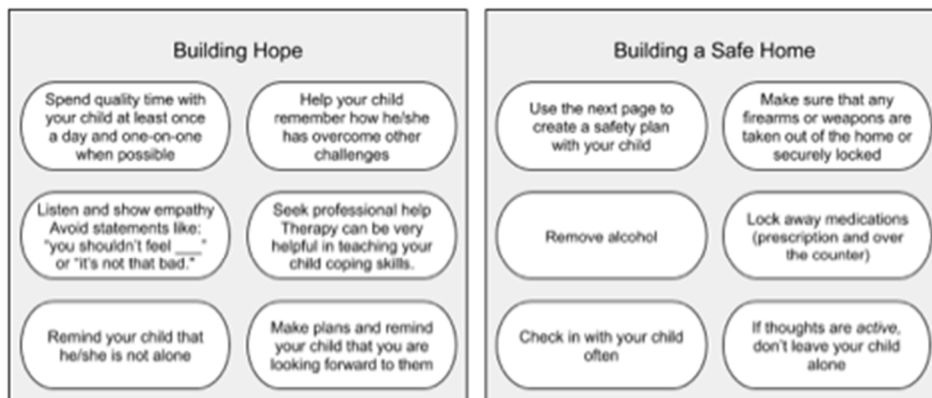 Building Hope
Spend quality time with
your child at least once
a day and one-on-one
when possible
Help your child
remember how he/she
has overcome other
challenges
Listen and show empathy
Avoid statements like:
"you shouldn't feel ___"
or "it's not that bad."
Seek professional help
Therapy can be very
helpful in teaching your
child coping skills.
Remind your child that
he/she is not alone
Make plans and remind
your child that you are
looking forward to them
Building a Safe Home
Use the next page to
create a safety plan
with your child
Make sure that any
firearms or weapons are
taken out of the home or
securely locked
Remove alcohol
Lock away medications
(prescription and over
the counter)
Check in with your child
often
If thoughts are active,
don't leave your child
alone